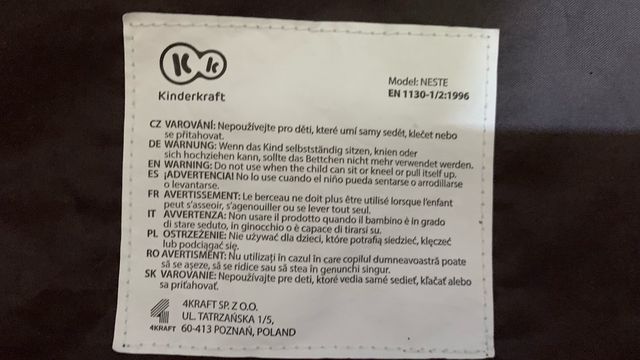 Kk
Kinderkraft
Model: NESTE
EN 1130-1/2:1996
CZ VAROVÁNÍ: Nepoužívejte pro děti, které umí samy sedět, klečet nebo
se přitahovat.
DE WARNUNG: Wenn das Kind selbstständig sitzen, knien oder
sich hochziehen kann, sollte das Bettchen nicht mehr verwendet werden.
EN WARNING: Do not use when the child can sit or kneel or pull itself up.
ES ¡ADVERTENCIA! No lo use cuando el niño pueda sentarse o arrodillarse
o levantarse.
FR AVERTISSEMENT: Le berceau ne doit plus être utilisé lorsque l'enfant
peut s'asseoir, s'agenouiller ou se lever tout seul.
IT AVVERTENZA: Non usare il prodotto quando il bambino è in grado
di stare seduto, in ginocchio o è capace di tirarsi su.
PL OSTRZEŻENIE: Nie używać dla dzieci, które potrafią siedzieć, klęczeć
lub podciągać się.
RO AVERTISMENT: Nu utilizați în cazul în care copilul dumneavoastră poate
să se așeze, să se ridice sau să stea în genunchi singur.
SK VAROVANIE: Nepoužívejte pre deti, ktoré vedia samé sedieť, kľačať alebo
sa priťahovať.
4KRAFT
4KRAFT SP. Z O.O.
UL. TATRZAŃSKA 1/5,
60-413 POZNAŃ, POLAND